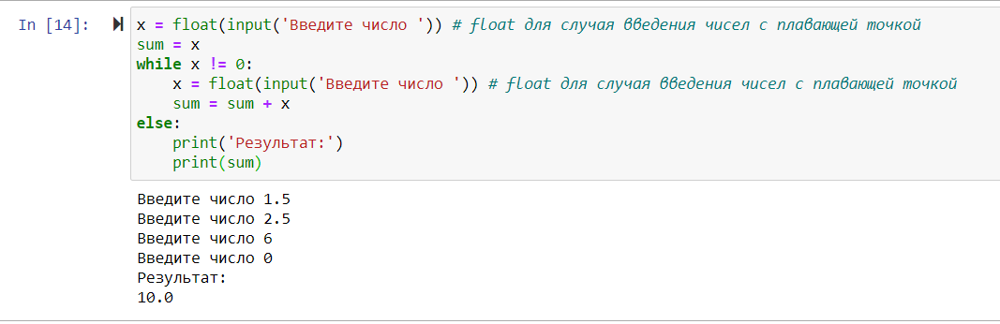 In [14]: x = float(input('Введите число ')) # float для случая введения чисел с плавающей точкой
sum = x
while x != 0:
    x = float(input('Введите число ')) # float для случая введения чисел с плавающей точкой
    sum = sum + x
else:
    print('Результат:')
    print(sum)
Введите число 1.5
Введите число 2.5
Введите число 6
Введите число 0
Результат:
10.0